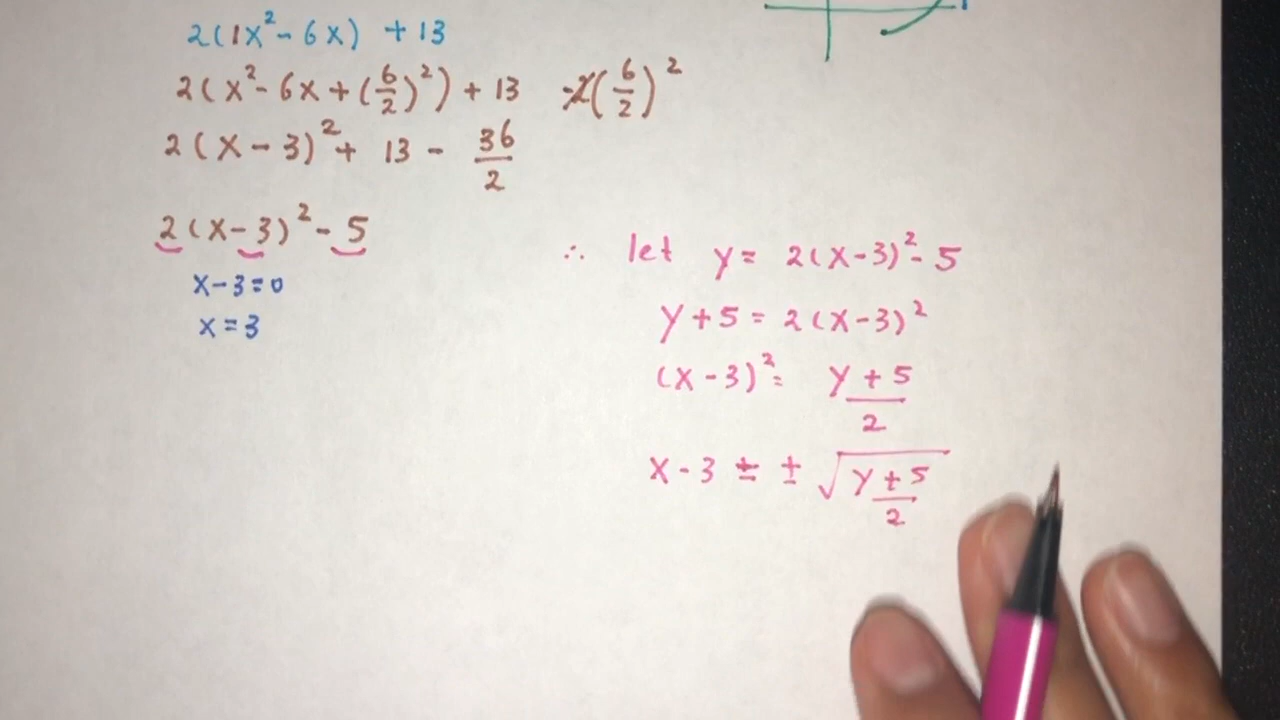 2(1x² - 6x) + 13
2(x² - 6x + (6/2)²) + 13 -2(6/2)²
2(x - 3)² + 13 - 36/2
2(x - 3)² - 5
x - 3 = 0
x = 3
∴ let y = 2(x - 3)² - 5
y + 5 = 2(x - 3)²
(x - 3)² = (y + 5)/2
x - 3 ± ± √((y + 5)/2)